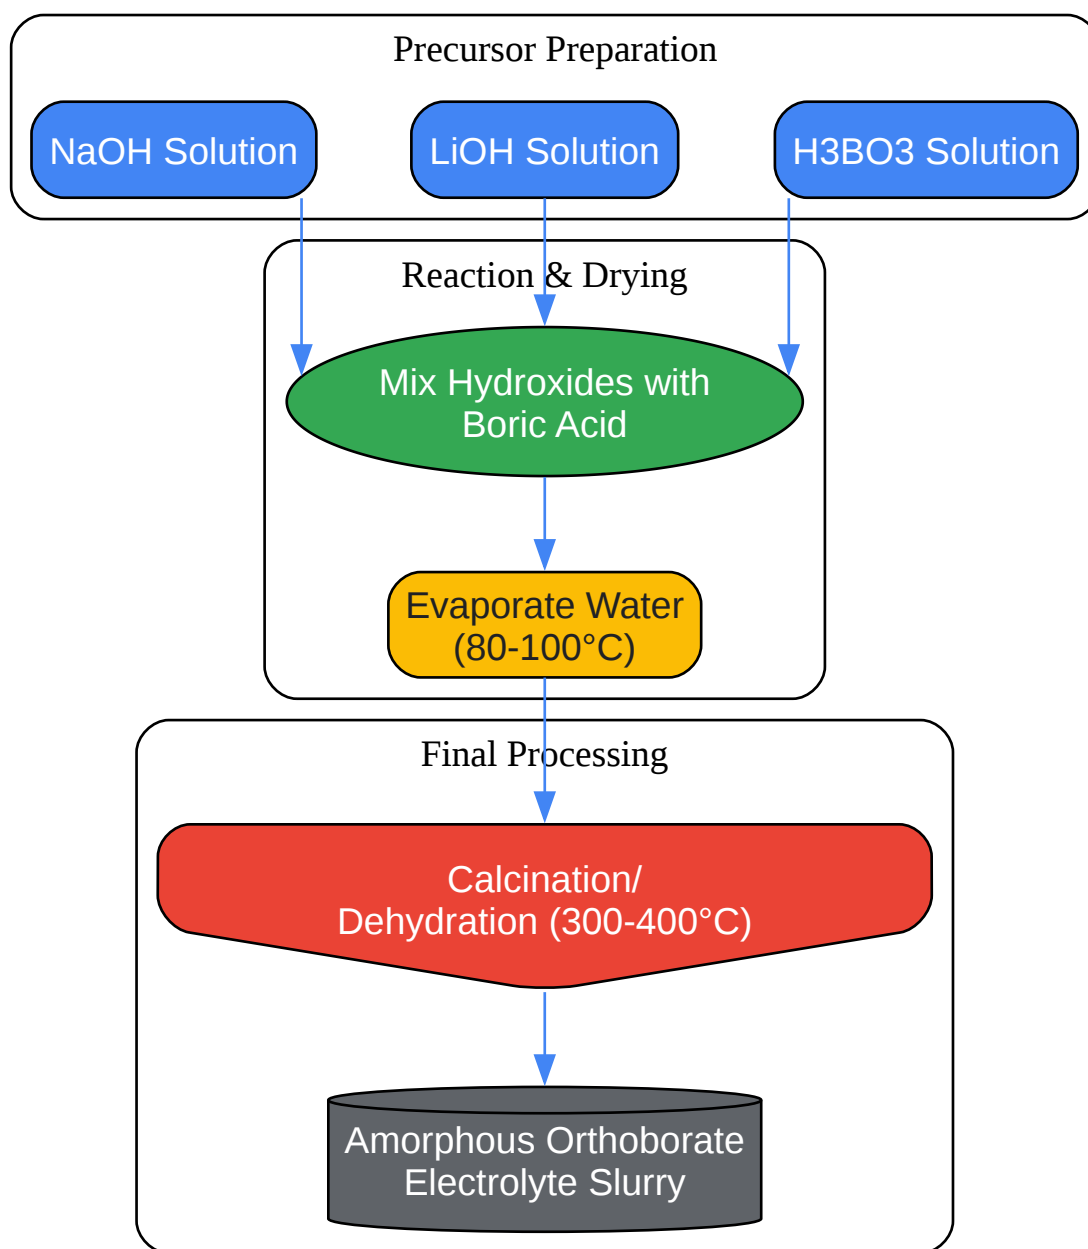 Precursor Preparation
NaOH Solution
LiOH Solution
H3BO3 Solution
Reaction & Drying
Mix Hydroxides with
Boric Acid
Evaporate Water
(80-100°C)
Final Processing
Calcination/
Dehydration (300-400°C)
Amorphous Orthoborate
Electrolyte Slurry